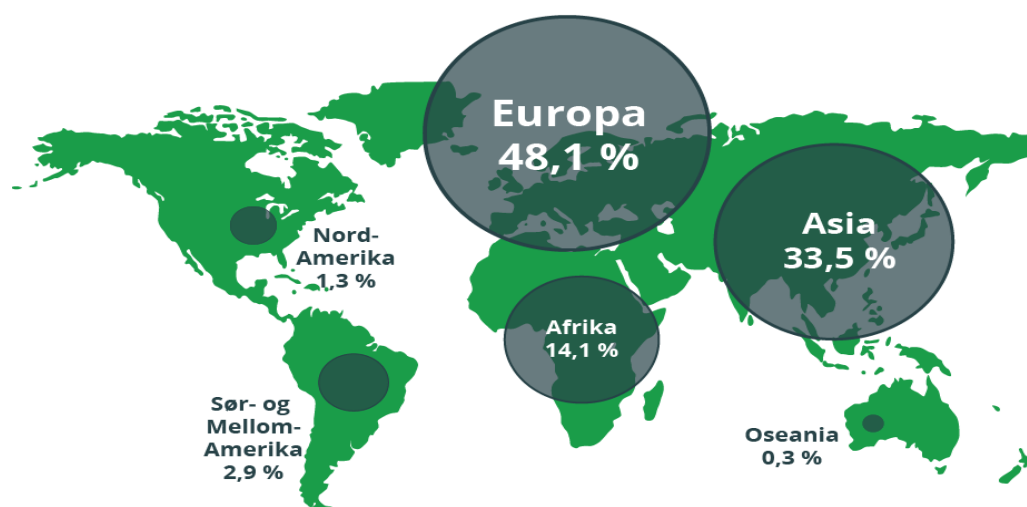 Europa
48,1 %
Asia
33,5 %
Nord-
Amerika
1,3 %
Afrika
14,1 %
Sør- og
Mellom-
Amerika
2,9 %
Oseania
0,3 %